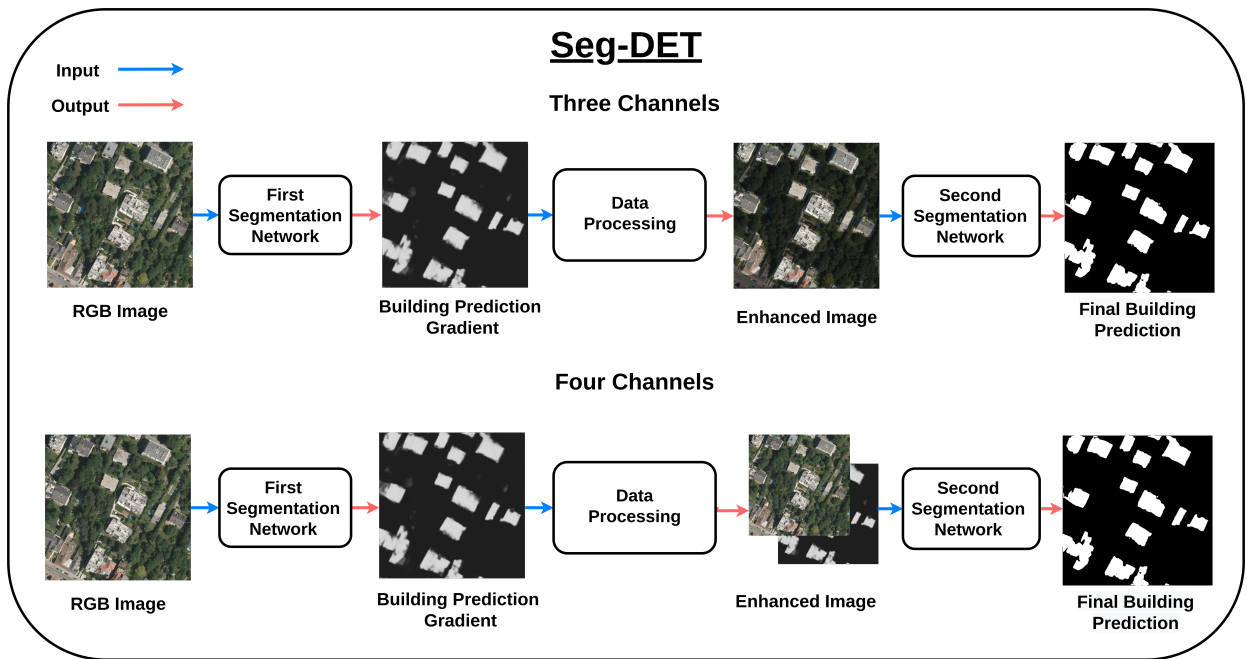 Seg-DET
Input
Output
Three Channels
First
Segmentation
Network
Data
Processing
Second
Segmentation
Network
RGB Image
Building Prediction
Gradient
Enhanced Image
Final Building
Prediction
Four Channels
First
Segmentation
Network
Data
Processing
Second
Segmentation
Network
RGB Image
Building Prediction
Gradient
Enhanced Image
Final Building
Prediction